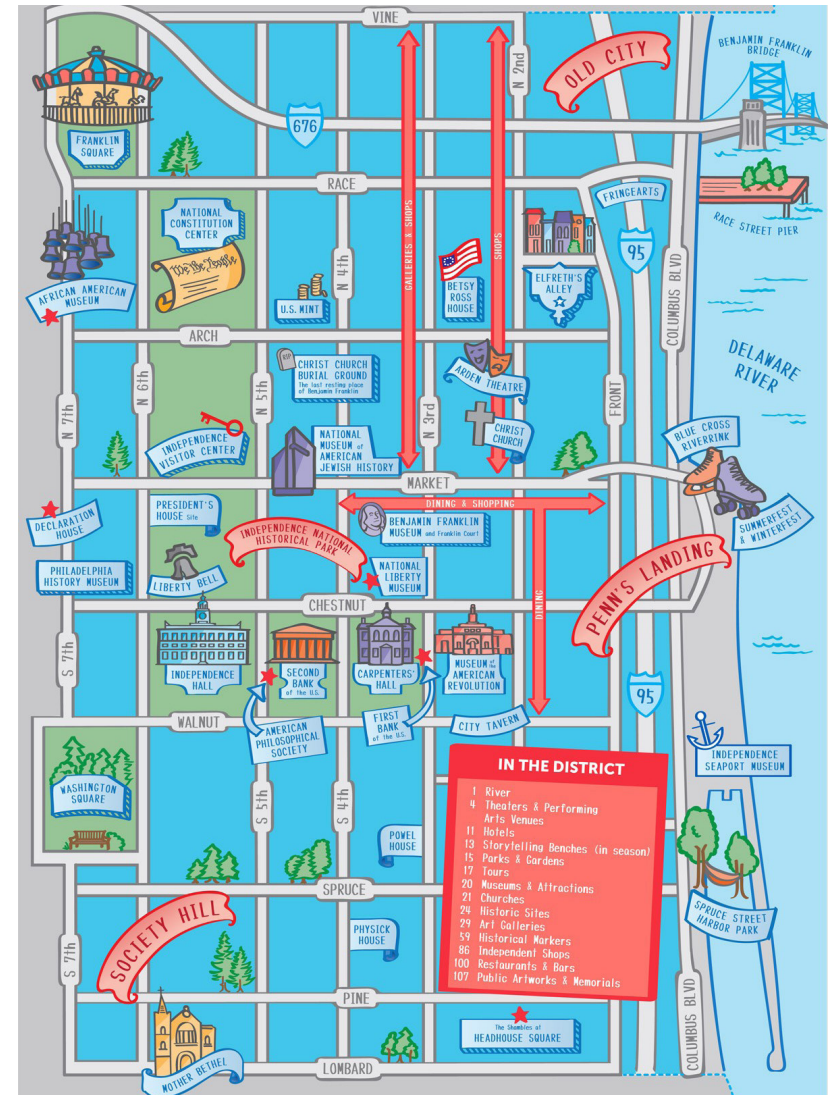 VINE
N 2nd
OLD CITY
BENJAMIN FRANKLIN
BRIDGE
676
FRANKLIN
SQUARE
RACE
FRINGEARTS
RACE STREET PIER
NATIONAL
CONSTITUTION
CENTER
We The People
GALLERIES & SHOPS
SHOPS
95
COLUMBUS BLVD
AFRICAN AMERICAN
MUSEUM
N 4th
U.S. MINT
BETSY
ROSS
HOUSE
ELFRETH'S
ALLEY
ARCH
DELAWARE
RIVER
N 7th
N 6th
N 5th
RIP
CHRIST CHURCH
BURIAL GROUND
The last resting place
of Benjamin Franklin
N 3rd
ARDEN THEATRE
FRONT
CHRIST
CHURCH
INDEPENDENCE
VISITOR CENTER
NATIONAL
MUSEUM of
AMERICAN
JEWISH HISTORY
BLUE CROSS
RIVERRINK
MARKET
DINING & SHOPPING
SUMMERFEST
& WINTERFEST
DECLARATION
HOUSE
PRESIDENT'S
HOUSE Site
INDEPENDENCE NATIONAL
HISTORICAL PARK
BENJAMIN FRANKLIN
MUSEUM and Franklin Court
PENN'S LANDING
PHILADELPHIA
HISTORY MUSEUM
LIBERTY BELL
NATIONAL
LIBERTY
MUSEUM
DINING
CHESTNUT
S 7th
INDEPENDENCE
HALL
SECOND
BANK
of the U.S.
CARPENTERS'
HALL
MUSEUM of the
AMERICAN
REVOLUTION
95
WALNUT
AMERICAN
PHILOSOPHICAL
SOCIETY
FIRST
BANK
of the U.S.
CITY TAVERN
INDEPENDENCE
SEAPORT MUSEUM
WASHINGTON
SQUARE
S 5th
S 4th
POWEL
HOUSE
IN THE DISTRICT
1 River
4 Theaters & Performing
Arts Venues
11 Hotels
13 Storytelling Benches (in season)
15 Parks & Gardens
17 Tours
20 Museums & Attractions
21 Churches
24 Historic Sites
29 Art Galleries
59 Historical Markers
86 Independent Shops
100 Restaurants & Bars
107 Public Artworks & Memorials
SPRUCE
SPRUCE STREET
HARBOR PARK
SOCIETY HILL
S 7th
PHYSICK
HOUSE
PINE
COLUMBUS BLVD
The Shambles at
HEADHOUSE SQUARE
MOTHER BETHEL
LOMBARD